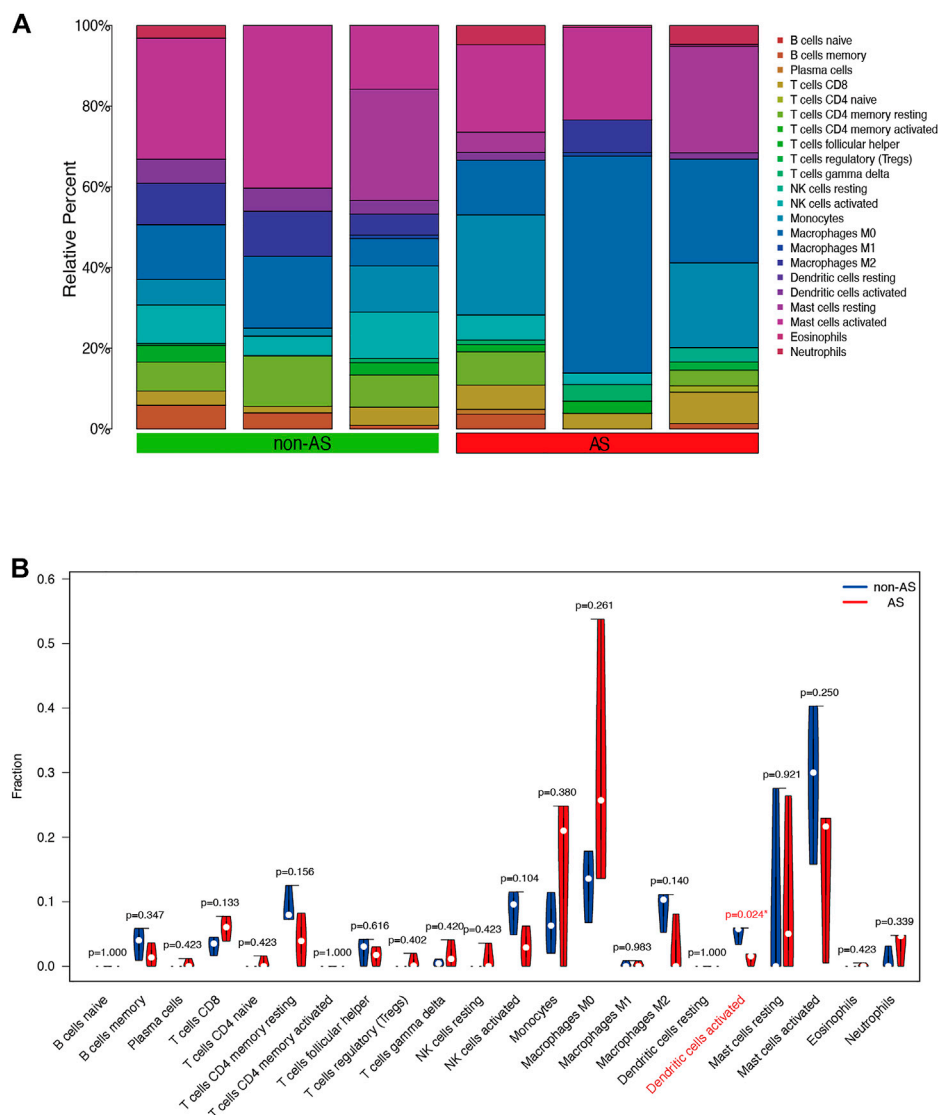 A
100%
80%
60%
40%
20%
0%
Relative Percent
non-AS
AS
B cells naive
B cells memory
Plasma cells
T cells CD8
T cells CD4 naive
T cells CD4 memory resting
T cells CD4 memory activated
T cells follicular helper
T cells regulatory (Tregs)
T cells gamma delta
NK cells resting
NK cells activated
Monocytes
Macrophages M0
Macrophages M1
Macrophages M2
Dendritic cells resting
Dendritic cells activated
Mast cells resting
Mast cells activated
Eosinophils
Neutrophils
B
0.6
0.5
0.4
0.3
0.2
0.1
0.0
Fraction
non-AS
AS
p=1.000
p=0.347
p=0.423
p=0.133
p=0.423
p=0.156
p=1.000
p=0.616
p=0.402
p=0.420
p=0.423
p=0.104
p=0.380
p=0.261
p=0.983
p=0.140
p=1.000
p=0.024*
p=0.921
p=0.250
p=0.423
p=0.339
B cells naive
B cells memory
Plasma cells
T cells CD8
T cells CD4 naive
T cells CD4 memory resting
T cells CD4 memory activated
T cells follicular helper
T cells regulatory (Tregs)
T cells gamma delta
NK cells resting
NK cells activated
Monocytes
Macrophages M0
Macrophages M1
Macrophages M2
Dendritic cells resting
Dendritic cells activated
Mast cells resting
Mast cells activated
Eosinophils
Neutrophils